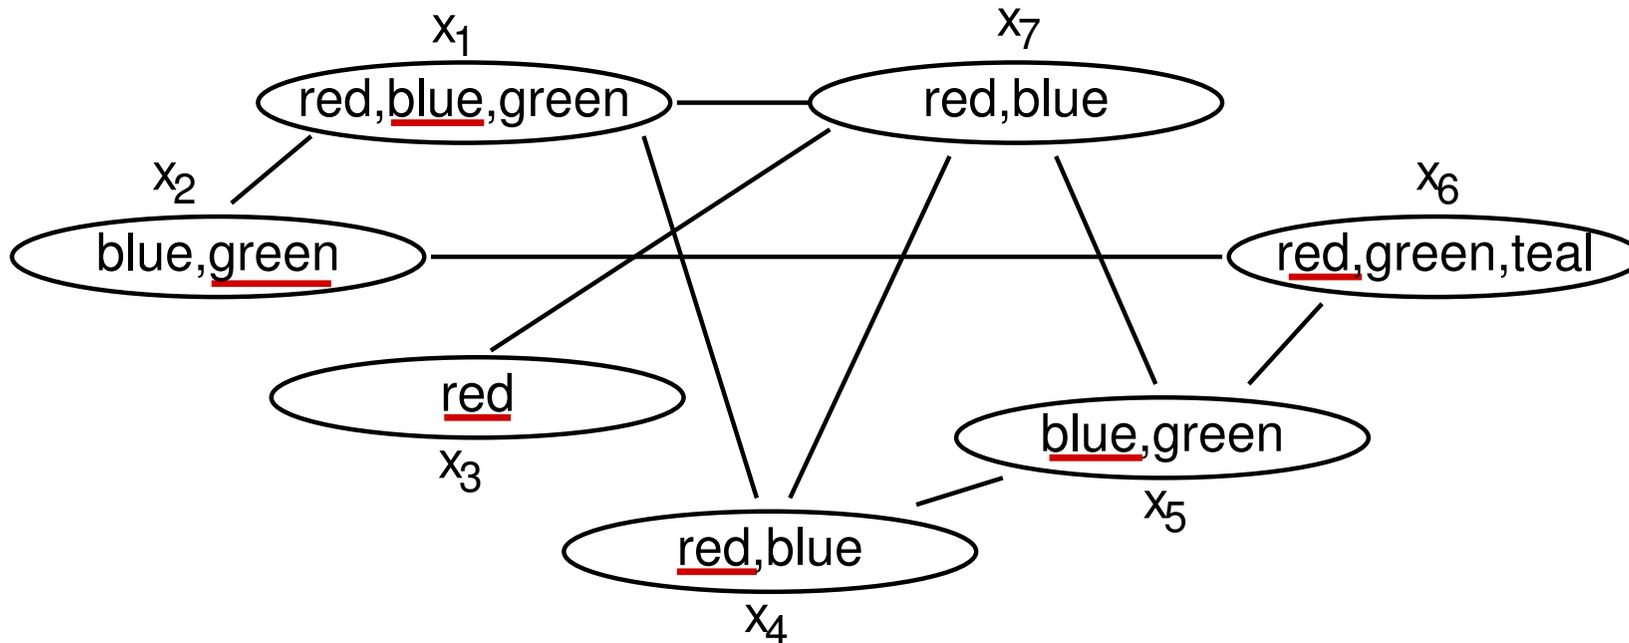 x1
red,blue,green
x7
red,blue
x2
blue,green
x6
red,green,teal
red
x3
blue,green
x5
red,blue
x4